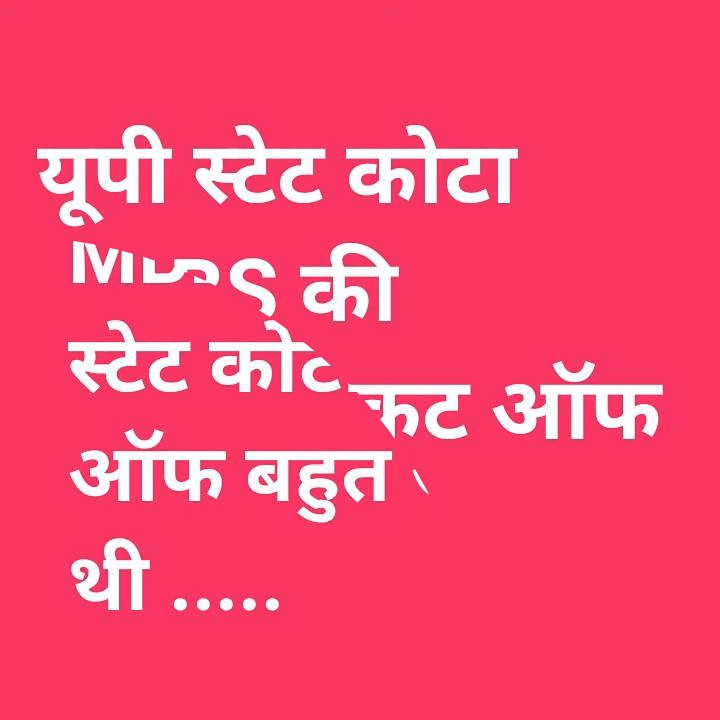 यूपी स्टेट कोटा
की
स्टेट
कट ऑफ
ऑफ बहुत
थी .....